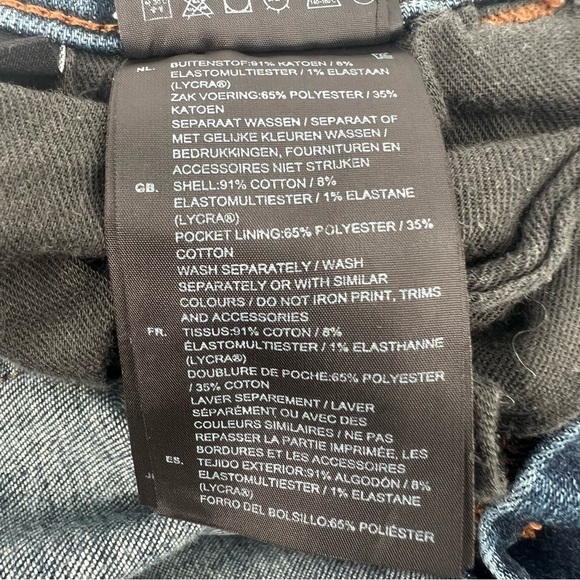 NL. BUITENSTOF:91% KATOEN / 8%
ELASTOMULTIESTER / 1% ELASTAAN
(LYCRA®)
ZAK VOERING:65% POLYESTER / 35%
KATOEN
SEPARAAT WASSEN / SEPARAAT OF
MET GELIJKE KLEUREN WASSEN /
BEDRUKKINGEN, FOURNITUREN EN
ACCESSOIRES NIET STRIJKEN
GB. SHELL:91% COTTON / 8%
ELASTOMULTIESTER / 1% ELASTANE
(LYCRA®)
POCKET LINING:65% POLYESTER / 35%
COTTON
WASH SEPARATELY / WASH
SEPARATELY OR WITH SIMILAR
COLOURS / DO NOT IRON PRINT, TRIMS
AND ACCESSORIES
FR. TISSUS:91% COTON / 8%
ÉLASTOMULTIESTER / 1% ÉLASTHANNE
(LYCRA®)
DOUBLURE DE POCHE:65% POLYESTER
/ 35% COTON
LAVER SEPAREMENT / LAVER
SÉPARÉMENT OU AVEC DES
COULEURS SIMILAIRES / NE PAS
REPASSER LA PARTIE IMPRIMÉE, LES
BORDURES ET LES ACCESSOIRES
ES. TEJIDO EXTERIOR:91% ALGODÓN / 8%
ELASTOMULTIESTER / 1% ELASTANE
(LYCRA®)
FORRO DEL BOLSILLO:65% POLIÉSTER